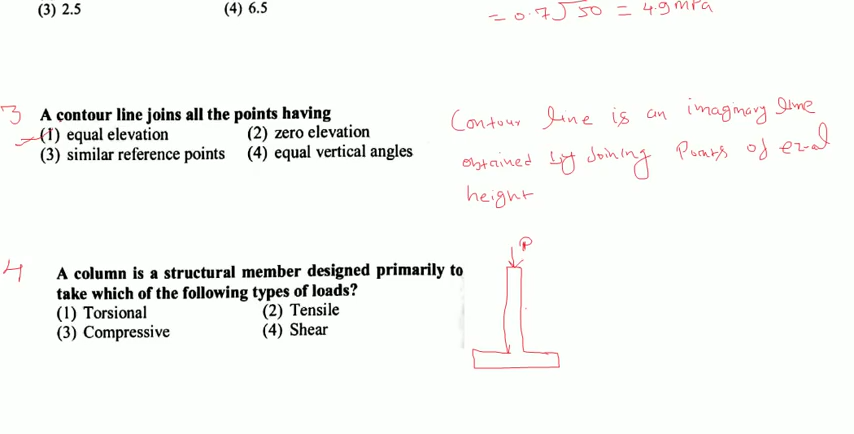 (3) 2.5 (4) 6.5
= 0.7√50 = 4.9 MPa
3 A contour line joins all the points having
(1) equal elevation (2) zero elevation
(3) similar reference points (4) equal vertical angles
Contour line is an imaginary line
obtained by Joining Points of
height
4 A column is a structural member designed primarily to
take which of the following types of loads?
(1) Torsional (2) Tensile
(3) Compressive (4) Shear
P